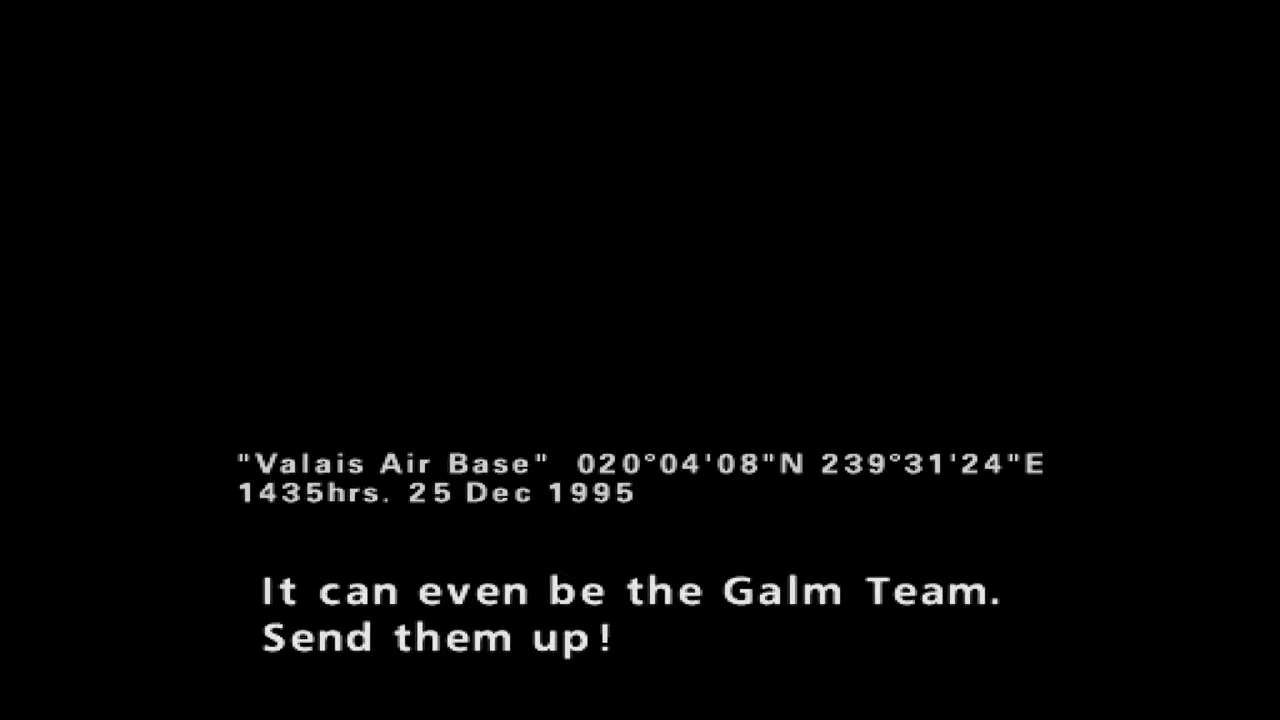 "Valais Air Base"  020°04'08"N 239°31'24"E
1435hrs. 25 Dec 1995
It can even be the Galm Team.
Send them up!